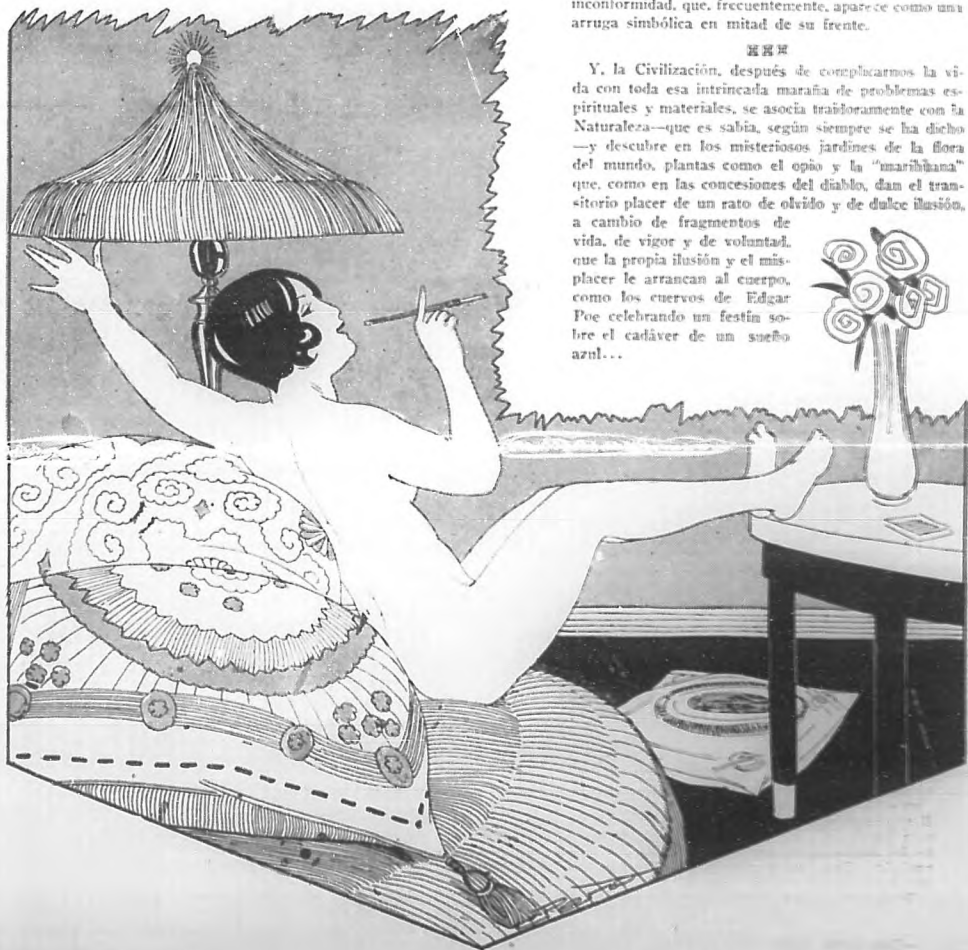 inconformidad, que, frecuentemente, aparece como una
arruga simbólica en mitad de su frente.
Y, la Civilización, después de complicarnos la vi-
da con toda esa intrincada maraña de problemas es-
pirituales y materiales, se asocia traidoramente con la
Naturaleza—que es sabia, según siempre se ha dicho
—y descubre en los misteriosos jardines de la flora
del mundo, plantas como el opio y la "marihuana"
que, como en las concesiones del diablo, dan el tran-
sitorio placer de un rato de olvido y de dulce ilusión,
a cambio de fragmentos de
vida, de vigor y de voluntad,
que la propia ilusión y el mis-
placer le arrancan al cuerpo,
como los cuervos de Edgar
Poe celebrando un festín so-
bre el cadáver de un sueño
azul...